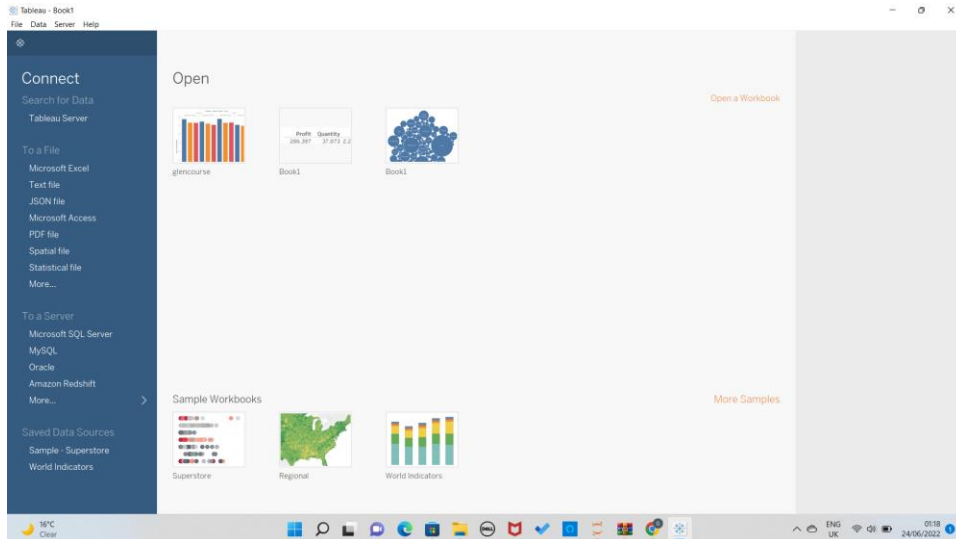 Tableau - Book1
File Data Server Help
Connect
Search for Data
Tableau Server
To a File
Microsoft Excel
Text file
JSON file
Microsoft Access
PDF file
Spatial file
Statistical file
More...
To a Server
Microsoft SQL Server
MySQL
Oracle
Amazon Redshift
More...
Saved Data Sources
Sample - Superstore
World Indicators
Open
Open a Workbook
Profit Quantity
glencourse
Book1
Book1
Sample Workbooks
More Samples
Superstore
Regional
World Indicators
16°C
Clear
DELL
ENG
UK
01:18
24/06/2022
1